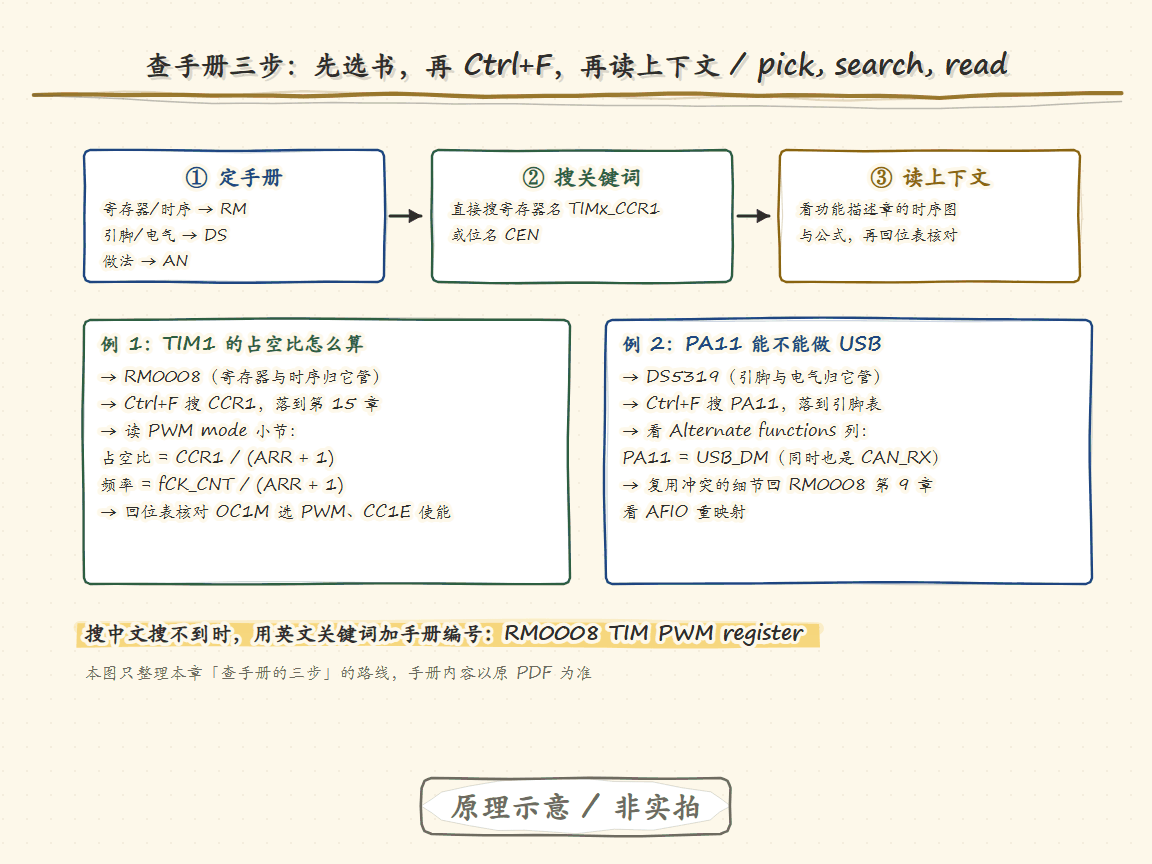 查手册三步：先选书，再 Ctrl+F，再读上下文 / pick, search, read
① 定手册
寄存器/时序 → RM
引脚/电气 → DS
做法 → AN
② 搜关键词
直接搜寄存器名 TIMx_CCR1
或位名 CEN
③ 读上下文
看功能描述章的时序图
与公式，再回位表核对
例 1：TIM1 的占空比怎么算
→ RM0008（寄存器与时序归它管）
→ Ctrl+F 搜 CCR1，落到第 15 章
→ 读 PWM mode 小节：
占空比 = CCR1 / (ARR + 1)
频率 = fCK_CNT / (ARR + 1)
→ 回位表核对 OC1M 选 PWM、CC1E 使能
例 2：PA11 能不能做 USB
→ DS5319（引脚与电气归它管）
→ Ctrl+F 搜 PA11，落到引脚表
→ 看 Alternate functions 列：
PA11 = USB_DM（同时也是 CAN_RX）
→ 复用冲突的细节回 RM0008 第 9 章
看 AFIO 重映射
搜中文搜不到时，用英文关键词加手册编号：RM0008 TIM PWM register
本图只整理本章「查手册的三步」的路线，手册内容以原 PDF 为准
原理示意 / 非实拍